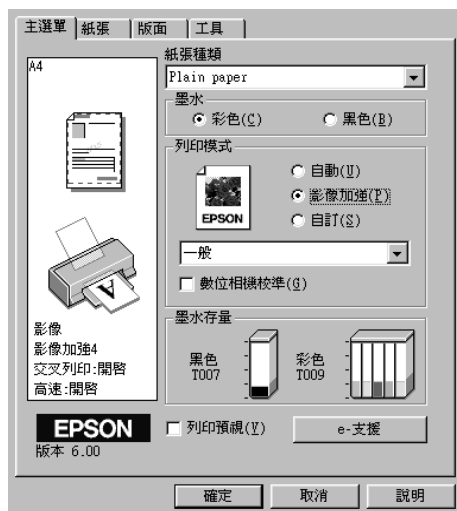 主選單 紙張 版面 工具
A4
紙張種類
Plain paper
墨水
彩色(C) 黑色(B)
列印模式
自動(U)
影像加強(P)
自訂(S)
EPSON
一般
數位相機校準(G)
墨水存量
黑色
T007
彩色
T009
影像
影像加強4
交叉列印:開啓
高速:開啓
EPSON
版本 6.00
列印預視(V)
e-支援
確定 取消 說明